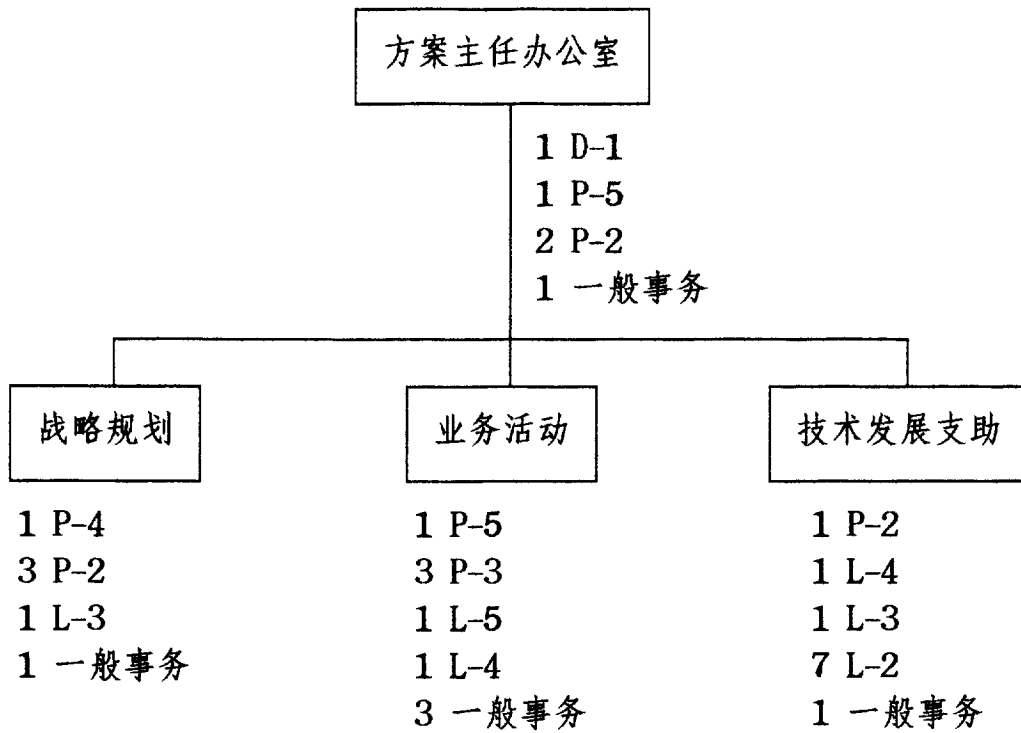 方案主任办公室
1 D-1
1 P-5
2 P-2
1 一般事务
战略规划
1 P-4
3 P-2
1 L-3
1 一般事务
业务活动
1 P-5
3 P-3
1 L-5
1 L-4
3 一般事务
技术发展支助
1 P-2
1 L-4
1 L-3
7 L-2
1 一般事务